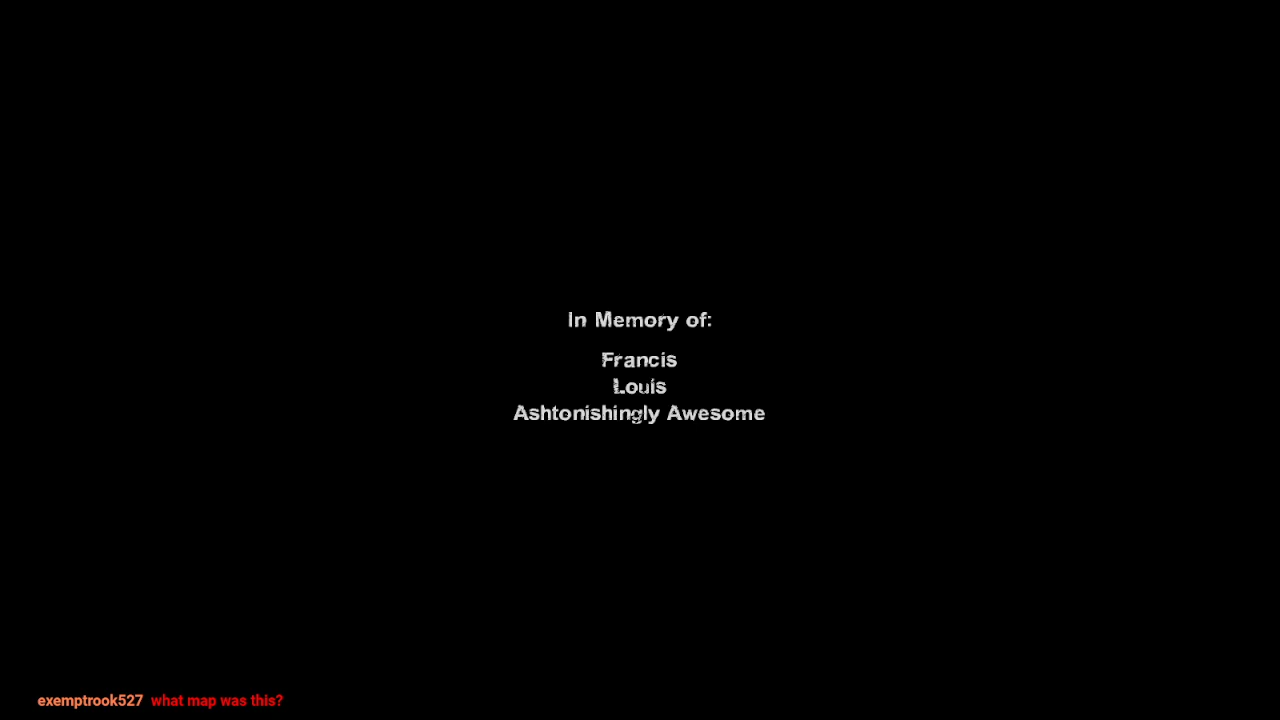 In Memory of:
Francis
Louis
Ashtonishingly Awesome
exemptrook527 what map was this?